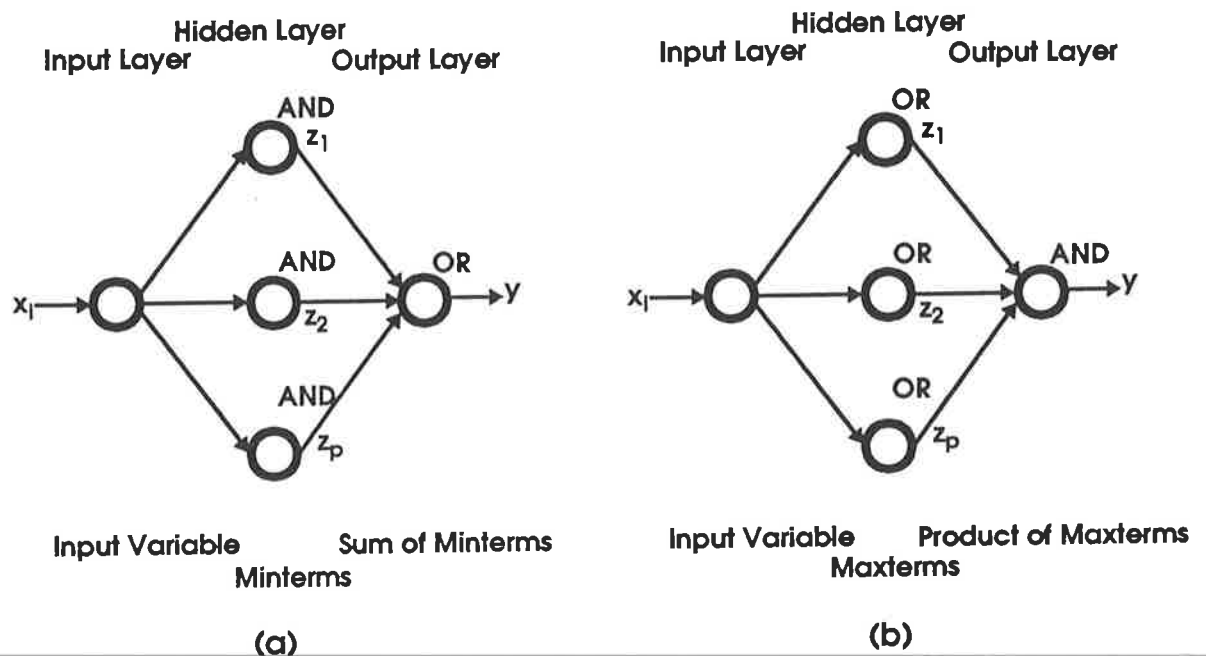 Hidden Layer
Input Layer Output Layer
AND
z1
AND
OR
xi y
z2
AND
zp
Input Variable Sum of Minterms
Minterms
(a)
Hidden Layer
Input Layer Output Layer
OR
z1
OR
AND
xi y
z2
OR
zp
Input Variable Product of Maxterms
Maxterms
(b)